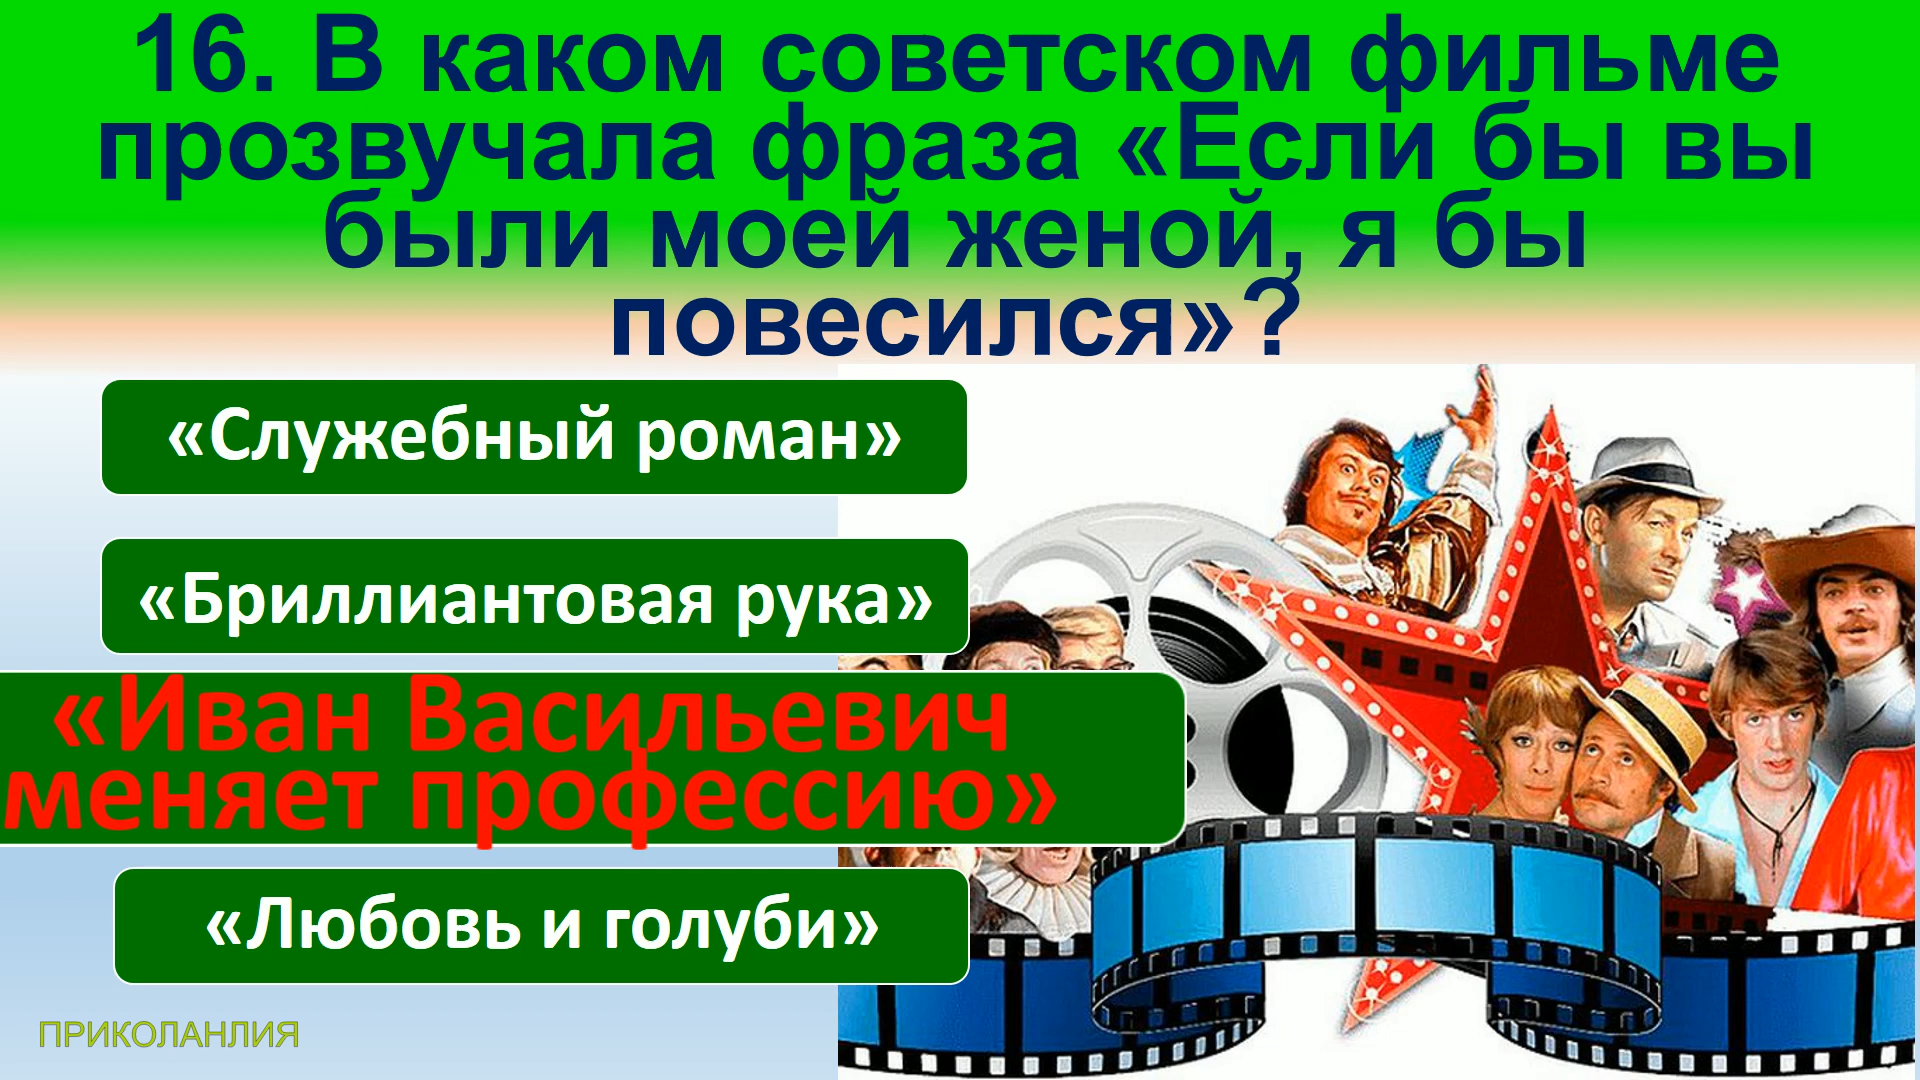 16. В каком советском фильме
прозвучала фраза «Если бы вы
были моей женой, я бы
повесился»?
«Служебный роман»
«Бриллиантовая рука»
«Иван Васильевич
меняет профессию»
«Любовь и голуби»
ПРИКОЛАНЛИЯ